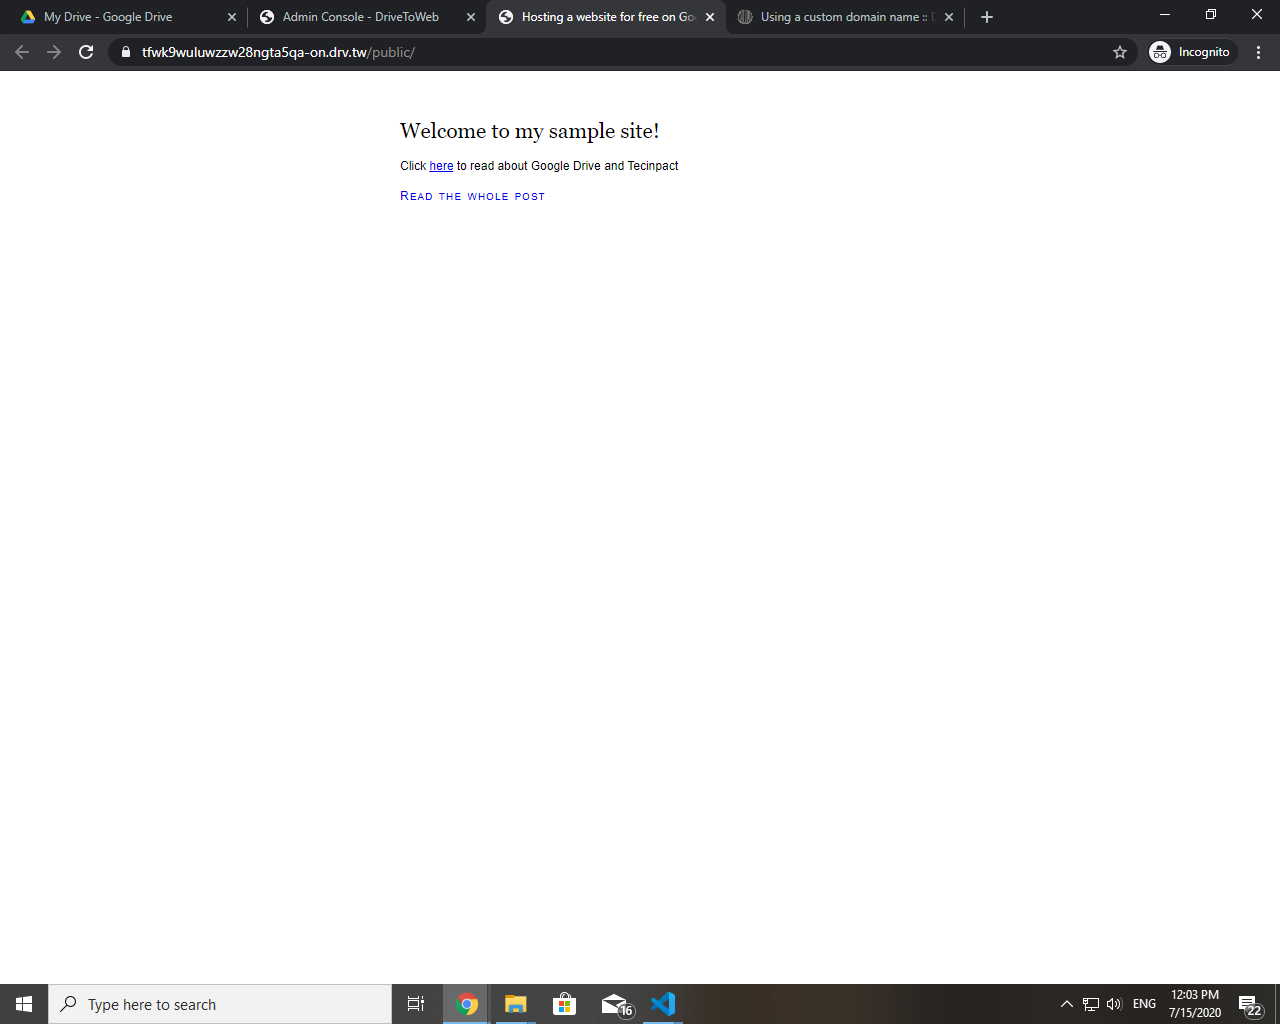 My Drive - Google Drive
Admin Console - DriveToWeb
Hosting a website for free on Goo
Using a custom domain name ::
tfwk9wuluwzzw28ngta5qa-on.drv.tw/public/
Incognito
Welcome to my sample site!
Click here to read about Google Drive and Tecinpact
Read the whole post
Type here to search
16
ENG
12:03 PM
7/15/2020
22